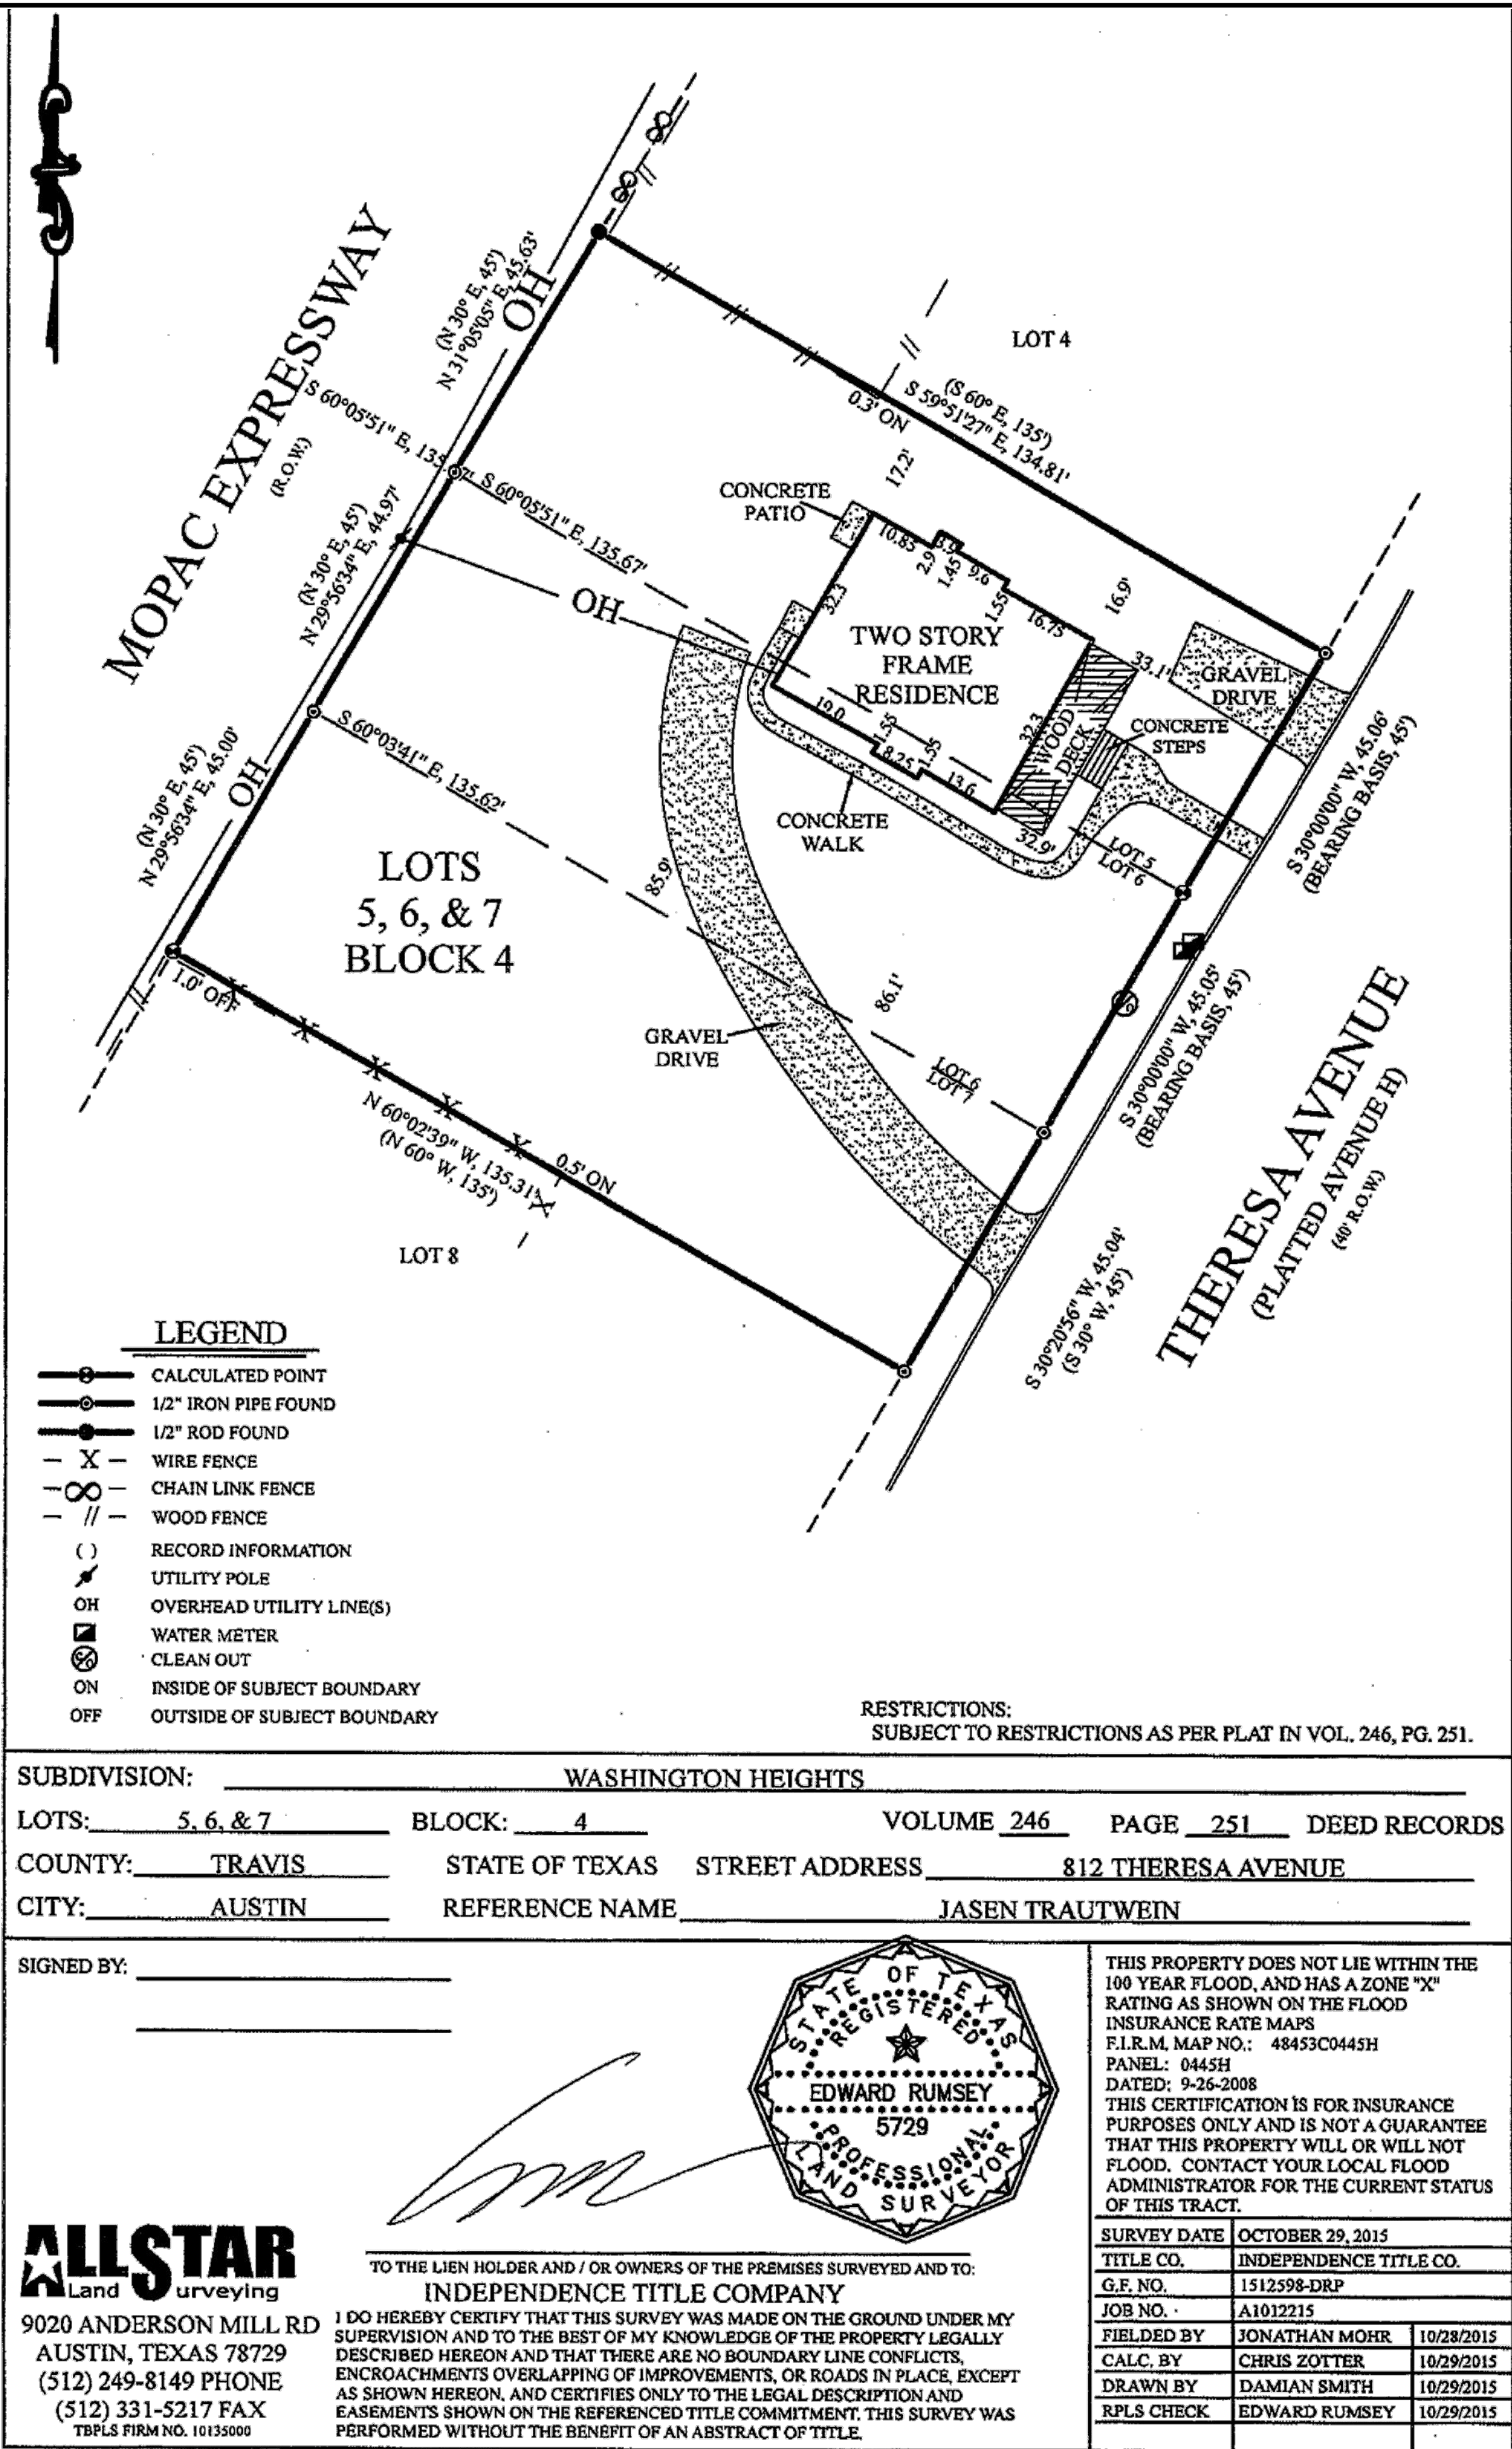 MOPAC EXPRESSWAY
(R.O.W.)
(N 30° E, 45')
N 31°05'05" E, 45.63'
OH
S 60°05'51" E, 135.67'
S 60°05'51" E, 135.67'
(N 30° E, 45')
N 29°56'34" E, 44.97'
OH
(N 30° E, 45')
N 29°56'34" E, 45.00'
OH
S 60°03'41" E, 135.62'
LOT 4
(S 60° E, 135')
S 59°51'27" E, 134.81'
0.3' ON
17.2'
CONCRETE
PATIO
10.85
2.9
3.9
1.45
9.6
1.55
16.75
16.9'
32.3
TWO STORY
FRAME
RESIDENCE
33.1'
GRAVEL
DRIVE
19.0
1.55
8.25
1.55
13.6
32.3
WOOD
DECK
CONCRETE
STEPS
CONCRETE
WALK
32.9'
LOT 5
LOT 6
S 30°00'00" W, 45.06'
(BEARING BASIS, 45')
LOTS
5, 6, & 7
BLOCK 4
85.9'
86.1'
GRAVEL
DRIVE
LOT 6
LOT 7
S 30°00'00" W, 45.05'
(BEARING BASIS, 45')
THERESA AVENUE
(PLATTED AVENUE H)
(40' R.O.W.)
1.0' OFF
X X X X X X
N 60°02'39" W, 135.31'
(N 60° W, 135')
0.5' ON
LOT 8
S 30°20'56" W, 45.04'
(S 30° W, 45')
LEGEND
CALCULATED POINT
1/2" IRON PIPE FOUND
1/2" ROD FOUND
— X — WIRE FENCE
CHAIN LINK FENCE
— // — WOOD FENCE
( ) RECORD INFORMATION
UTILITY POLE
OH OVERHEAD UTILITY LINE(S)
WATER METER
C/O CLEAN OUT
ON INSIDE OF SUBJECT BOUNDARY
OFF OUTSIDE OF SUBJECT BOUNDARY
RESTRICTIONS:
SUBJECT TO RESTRICTIONS AS PER PLAT IN VOL. 246, PG. 251.
SUBDIVISION: WASHINGTON HEIGHTS
LOTS: 5, 6, & 7 BLOCK: 4 VOLUME 246 PAGE 251 DEED RECORDS
COUNTY: TRAVIS STATE OF TEXAS STREET ADDRESS 812 THERESA AVENUE
CITY: AUSTIN REFERENCE NAME JASEN TRAUTWEIN
SIGNED BY:
STATE OF TEXAS
REGISTERED
EDWARD RUMSEY
5729
PROFESSIONAL
LAND SURVEYOR
THIS PROPERTY DOES NOT LIE WITHIN THE
100 YEAR FLOOD, AND HAS A ZONE "X"
RATING AS SHOWN ON THE FLOOD
INSURANCE RATE MAPS
F.I.R.M. MAP NO.: 48453C0445H
PANEL: 0445H
DATED: 9-26-2008
THIS CERTIFICATION IS FOR INSURANCE
PURPOSES ONLY AND IS NOT A GUARANTEE
THAT THIS PROPERTY WILL OR WILL NOT
FLOOD. CONTACT YOUR LOCAL FLOOD
ADMINISTRATOR FOR THE CURRENT STATUS
OF THIS TRACT.
SURVEY DATE OCTOBER 29, 2015
TITLE CO. INDEPENDENCE TITLE CO.
G.F. NO. 1512598-DRP
JOB NO. A1012215
FIELDED BY JONATHAN MOHR 10/28/2015
CALC. BY CHRIS ZOTTER 10/29/2015
DRAWN BY DAMIAN SMITH 10/29/2015
RPLS CHECK EDWARD RUMSEY 10/29/2015
ALLSTAR
Land Surveying
9020 ANDERSON MILL RD
AUSTIN, TEXAS 78729
(512) 249-8149 PHONE
(512) 331-5217 FAX
TBPLS FIRM NO. 10135000
TO THE LIEN HOLDER AND / OR OWNERS OF THE PREMISES SURVEYED AND TO:
INDEPENDENCE TITLE COMPANY
I DO HEREBY CERTIFY THAT THIS SURVEY WAS MADE ON THE GROUND UNDER MY
SUPERVISION AND TO THE BEST OF MY KNOWLEDGE OF THE PROPERTY LEGALLY
DESCRIBED HEREON AND THAT THERE ARE NO BOUNDARY LINE CONFLICTS,
ENCROACHMENTS OVERLAPPING OF IMPROVEMENTS, OR ROADS IN PLACE, EXCEPT
AS SHOWN HEREON, AND CERTIFIES ONLY TO THE LEGAL DESCRIPTION AND
EASEMENTS SHOWN ON THE REFERENCED TITLE COMMITMENT. THIS SURVEY WAS
PERFORMED WITHOUT THE BENEFIT OF AN ABSTRACT OF TITLE.